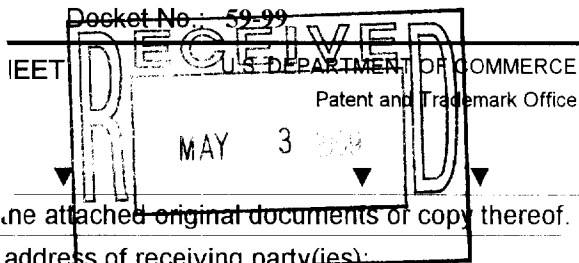 Docket No.: 59-99
RECEIVED
IEET U.S. DEPARTMENT OF COMMERCE
Patent and Trademark Office
MAY 3
the attached original documents or copy thereof.
address of receiving party(ies):